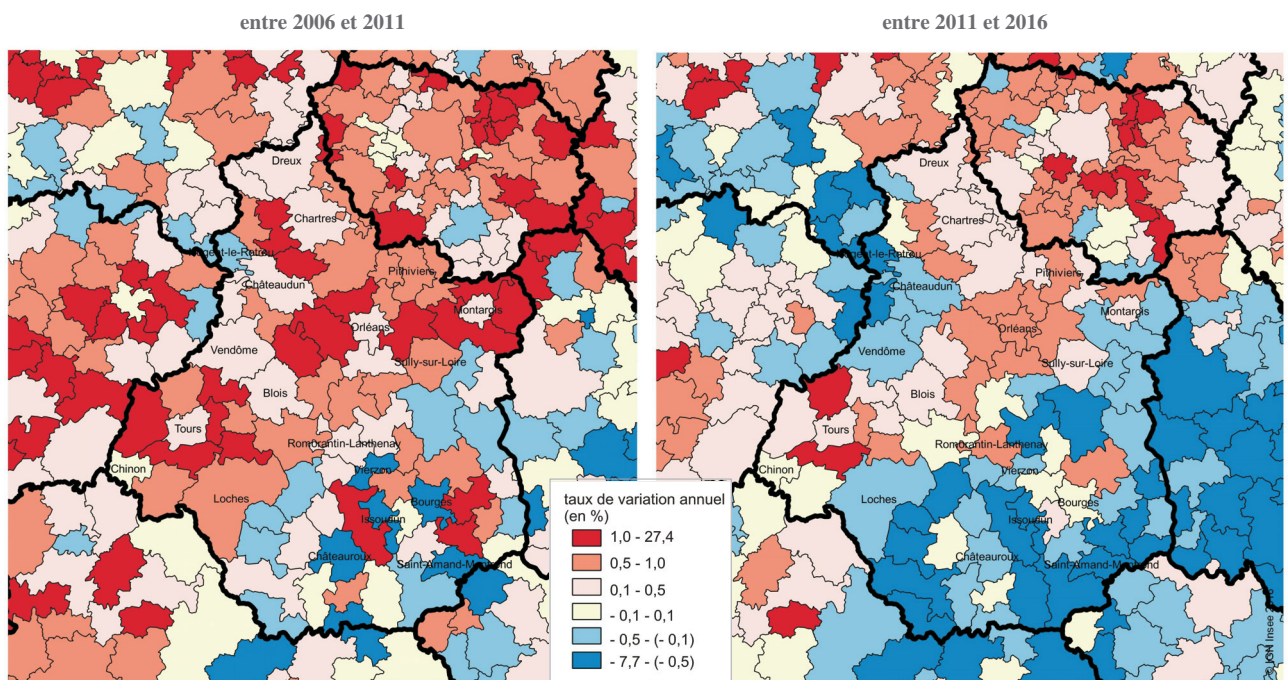 entre 2006 et 2011
entre 2011 et 2016
Dreux
Chartres
Nogent-le-Rotrou
Pithiviers
Châteaudun
Montargis
Orléans
Vendôme
Sully-sur-Loire
Blois
Tours
Romorantin-Lanthenay
Chinon
Vierzon
Loches
Bourges
Issoudun
Châteauroux
Saint-Amand-Montrond
Dreux
Chartres
Nogent-le-Rotrou
Pithiviers
Châteaudun
Montargis
Orléans
Vendôme
Sully-sur-Loire
Blois
Tours
Romorantin-Lanthenay
Chinon
Vierzon
Loches
Bourges
Issoudun
Châteauroux
Saint-Amand-Montrond
taux de variation annuel
(en %)
1,0 - 27,4
0,5 - 1,0
0,1 - 0,5
- 0,1 - 0,1
- 0,5 - (- 0,1)
- 7,7 - (- 0,5)
© IGN Insee